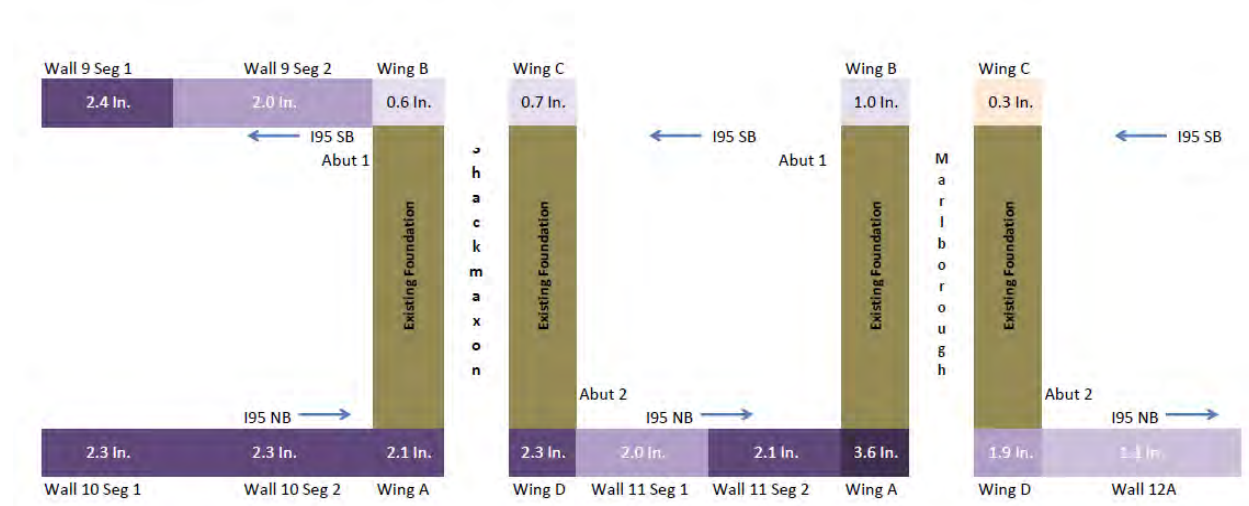 Wall 9 Seg 1 Wall 9 Seg 2 Wing B Wing C Wing B Wing C
2.4 In. 2.0 In. 0.6 In. 0.7 In. 1.0 In. 0.3 In.
I95 SB I95 SB I95 SB
Abut 1 Abut 1
Existing Foundation
Shackmaxon
Existing Foundation
Existing Foundation
Marlborough
Existing Foundation
Abut 2 Abut 2
I95 NB I95 NB I95 NB
2.3 In. 2.3 In. 2.1 In. 2.3 In. 2.0 In. 2.1 In. 3.6 In. 1.9 In. 1.1 In.
Wall 10 Seg 1 Wall 10 Seg 2 Wing A Wing D Wall 11 Seg 1 Wall 11 Seg 2 Wing A Wing D Wall 12A